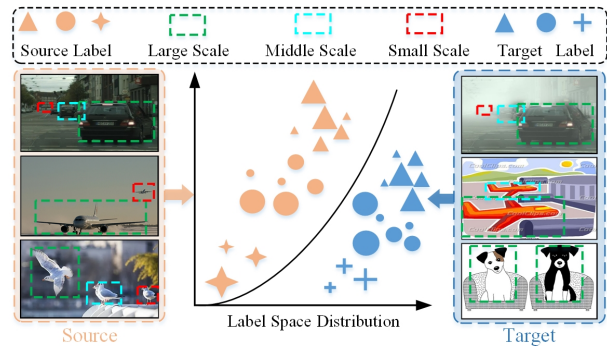 Source Label
Large Scale
Middle Scale
Small Scale
Target Label
Label Space Distribution
Source
Target